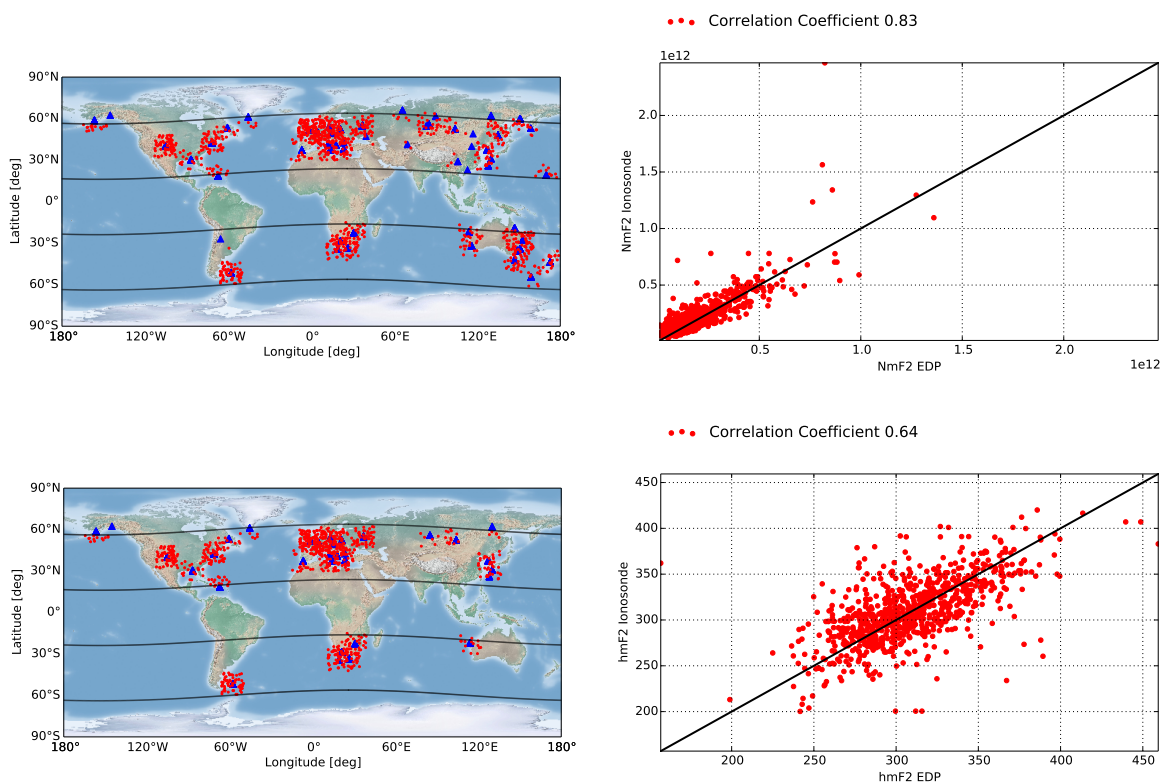 Correlation Coefficient 0.83
90°N
60°N
30°N
0°
30°S
60°S
90°S
Latitude [deg]
180° 120°W 60°W 0° 60°E 120°E 180°
Longitude [deg]
1e12
2.0
1.5
1.0
0.5
NmF2 Ionosonde
0.5 1.0 1.5 2.0
NmF2 EDP 1e12
Correlation Coefficient 0.64
90°N
60°N
30°N
0°
30°S
60°S
90°S
Latitude [deg]
180° 120°W 60°W 0° 60°E 120°E 180°
Longitude [deg]
450
400
350
300
250
200
hmF2 Ionosonde
200 250 300 350 400 450
hmF2 EDP